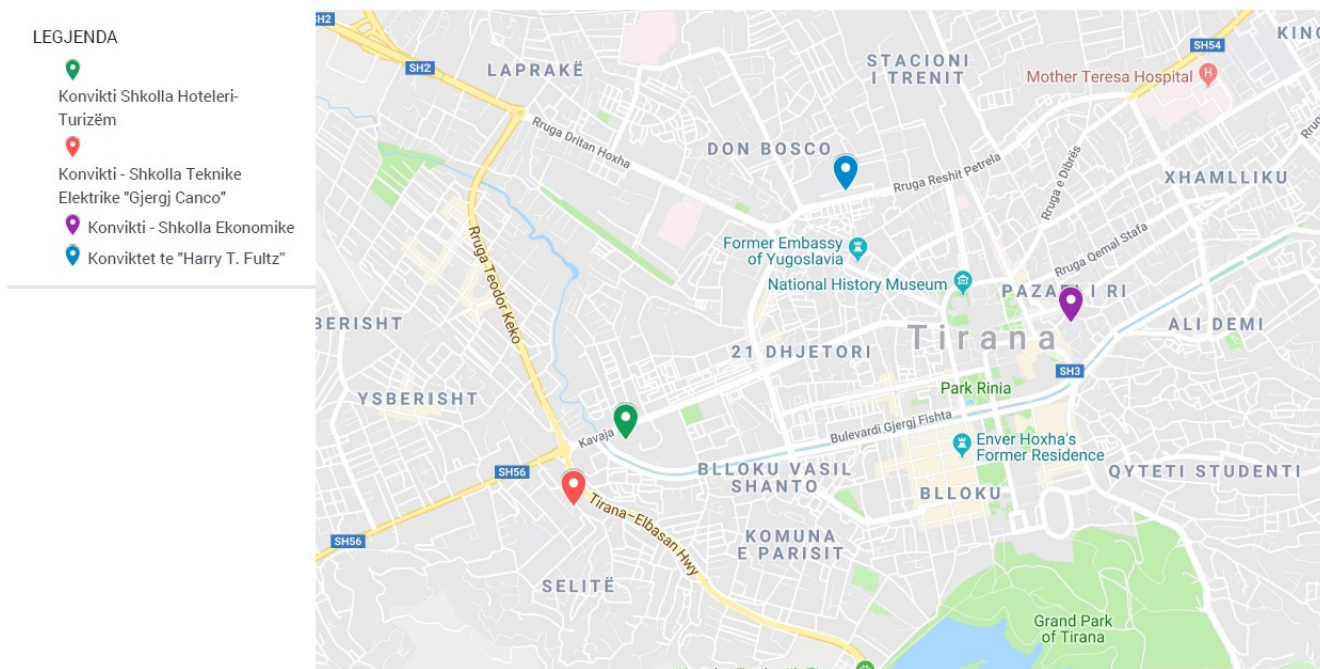 LEGJENDA
Konvikti Shkolla Hoteleri-
Turizëm
Konvikti - Shkolla Teknike
Elektrike "Gjergj Canco"
Konvikti - Shkolla Ekonomike
Konviktet te "Harry T. Fultz"
SH2
SH2
LAPRAKË
STACIONI
I TRENIT
SH54
Mother Teresa Hospital
H
Rruga Dritan Hoxha
DON BOSCO
Rruga Reshit Petrela
Rruga e Dibrës
XHAMLLIKU
Rruga Teodor Keko
Former Embassy
of Yugoslavia
National History Museum
Rruga Qemal Stafa
ALI DEMI
Tirana
21 DHJETORI
SH3
YSBERISHT
Park Rinia
Kavaja
Bulevardi Gjergj Fishta
Enver Hoxha's
Former Residence
SH56
BLLOKU VASIL
SHANTO
BLLOKU
QYTETI STUDENTI
SH56
Tirana-Elbasan Hwy
KOMUNA
E PARISIT
SELITË
Grand Park
of Tirana